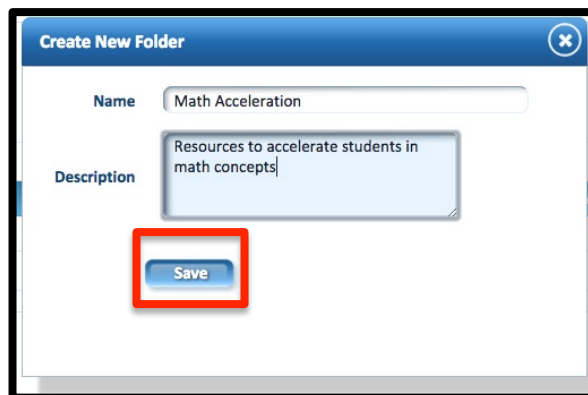 Create New Folder
Name Math Acceleration
Description Resources to accelerate students in
math concepts
Save